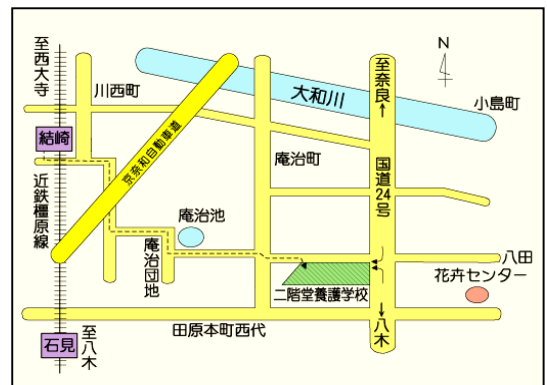 至西大寺
川西町
結崎
近鉄橿原線
京奈和自動車道
大和川
至奈良
N
小島町
庵治町
国道24号
庵治池
庵治団地
八田
花卉センター
二階堂養護学校
田原本町西代
石見
至八木
八木